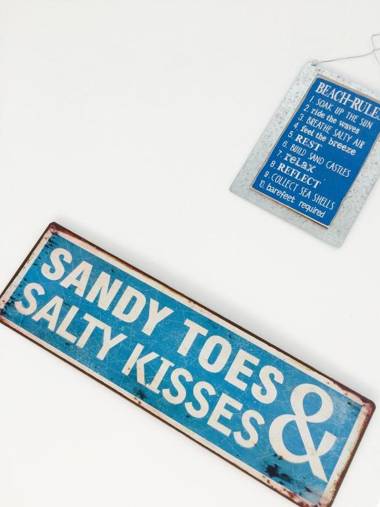 BEACH-RULES
1. SOAK UP THE SUN
2. ride the waves
3. BREATHE SALTY AIR
4. feel the breeze
5. REST
6. BUILD SAND CASTLES
7. relax
8. REFLECT
9. COLLECT SEA SHELLS
10. barefeet required
SANDY TOES &
SALTY KISSES